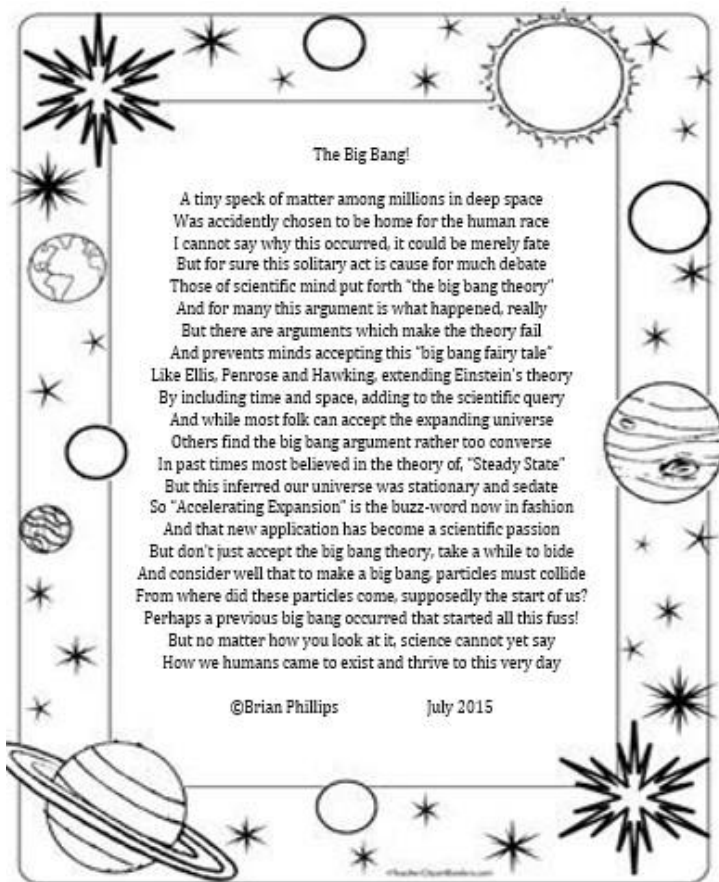 The Big Bang!
A tiny speck of matter among millions in deep space
Was accidently chosen to be home for the human race
I cannot say why this occurred, it could be merely fate
But for sure this solitary act is cause for much debate
Those of scientific mind put forth “the big bang theory”
And for many this argument is what happened, really
But there are arguments which make the theory fail
And prevents minds accepting this “big bang fairy tale”
Like Ellis, Penrose and Hawking, extending Einstein’s theory
By including time and space, adding to the scientific query
And while most folk can accept the expanding universe
Others find the big bang argument rather too converse
In past times most believed in the theory of, “Steady State”
But this inferred our universe was stationary and sedate
So “Accelerating Expansion” is the buzz-word now in fashion
And that new application has become a scientific passion
But don’t just accept the big bang theory, take a while to bide
And consider well that to make a big bang, particles must collide
From where did these particles come, supposedly the start of us?
Perhaps a previous big bang occurred that started all this fuss!
But no matter how you look at it, science cannot yet say
How we humans came to exist and thrive to this very day
©Brian Phillips July 2015